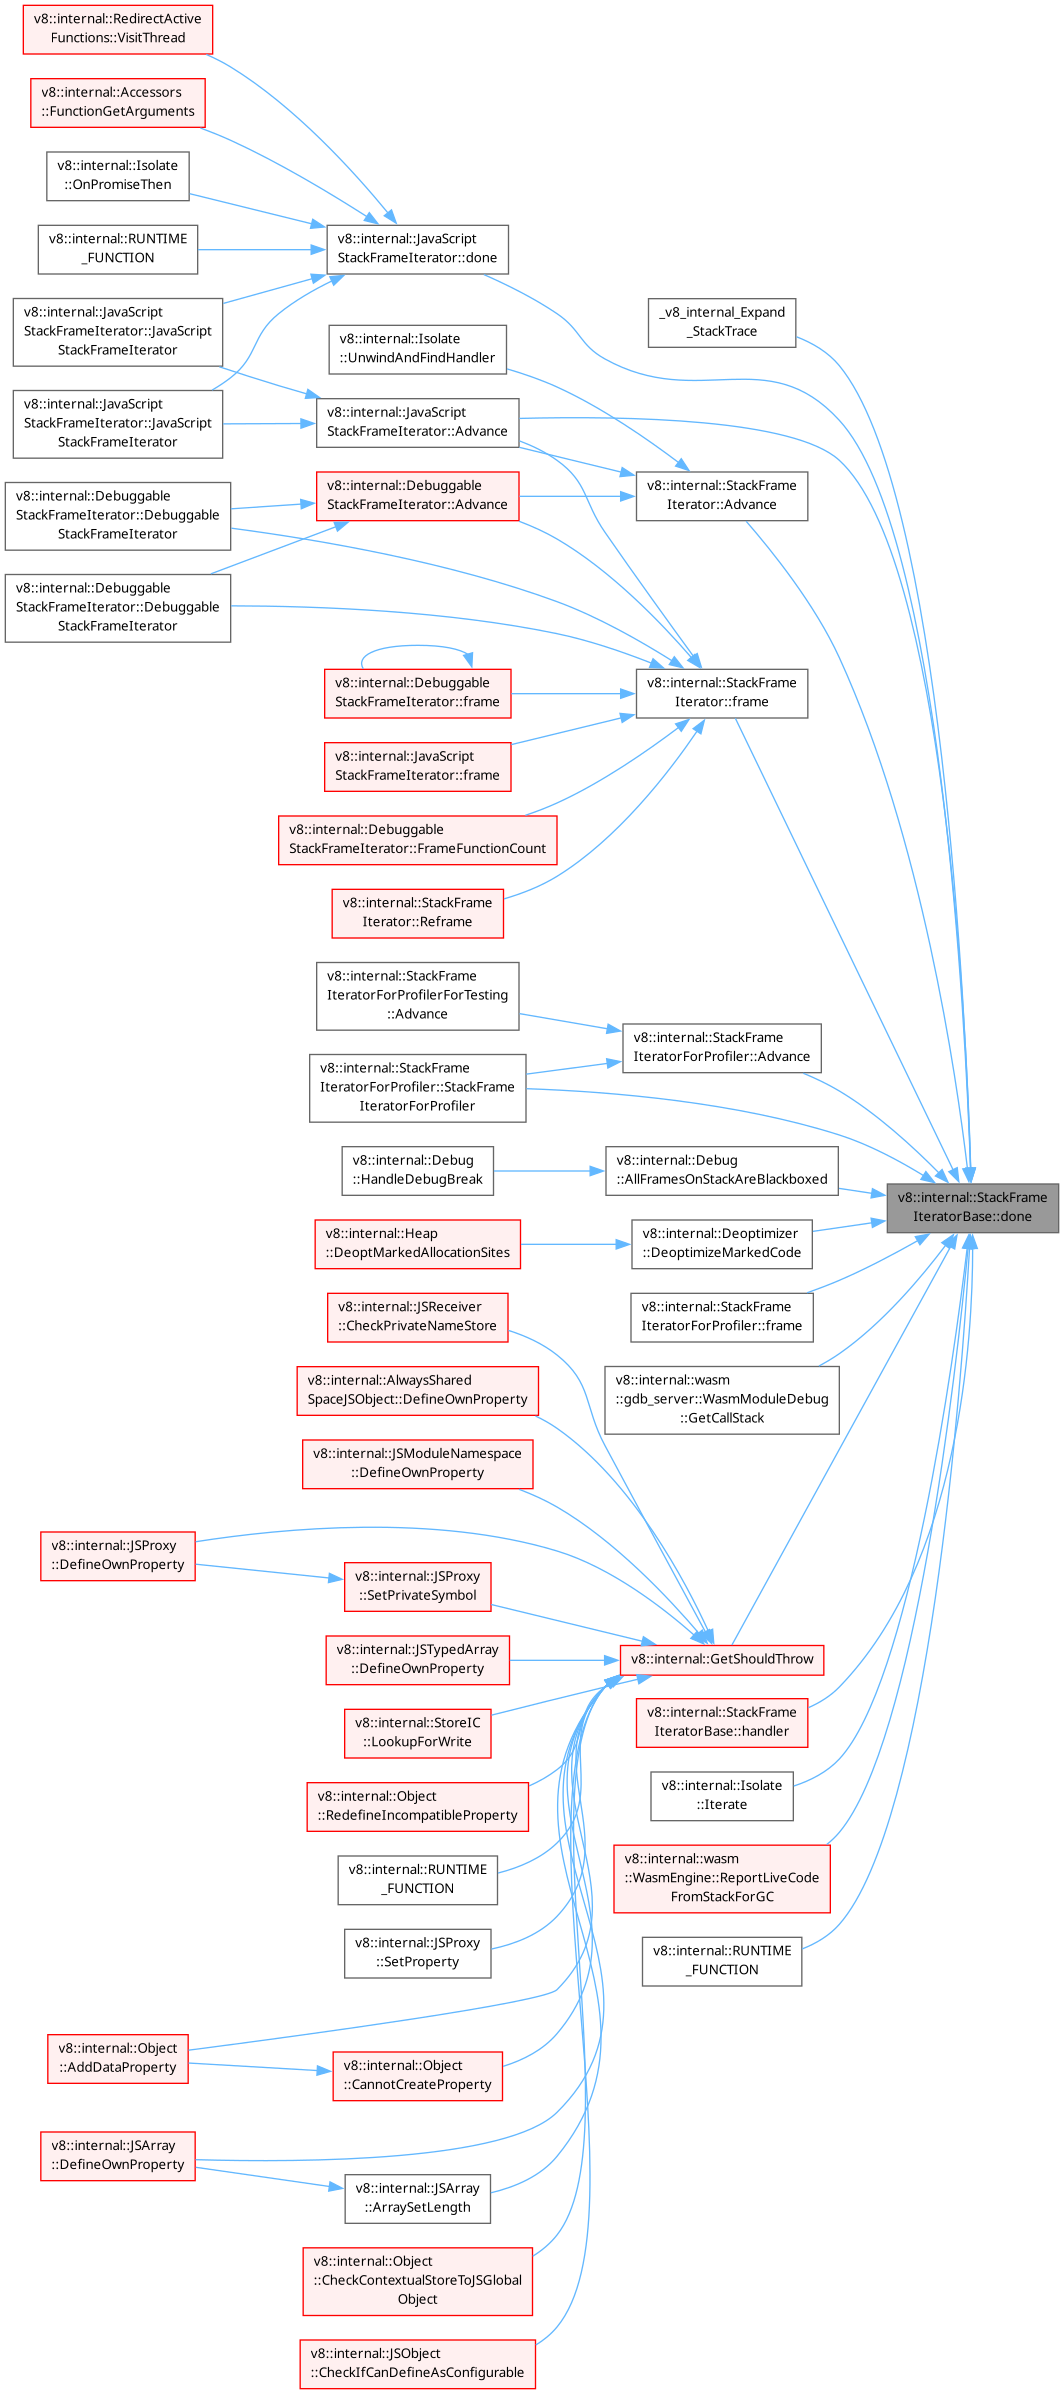 v8::internal::RedirectActive
Functions::VisitThread
v8::internal::Accessors
::FunctionGetArguments
v8::internal::Isolate
::OnPromiseThen
v8::internal::RUNTIME
_FUNCTION
v8::internal::JavaScript
StackFrameIterator::done
v8::internal::JavaScript
StackFrameIterator::JavaScript
StackFrameIterator
_v8_internal_Expand
_StackTrace
v8::internal::Isolate
::UnwindAndFindHandler
v8::internal::JavaScript
StackFrameIterator::JavaScript
StackFrameIterator
v8::internal::JavaScript
StackFrameIterator::Advance
v8::internal::Debuggable
StackFrameIterator::Debuggable
StackFrameIterator
v8::internal::Debuggable
StackFrameIterator::Advance
v8::internal::StackFrame
Iterator::Advance
v8::internal::Debuggable
StackFrameIterator::Debuggable
StackFrameIterator
v8::internal::Debuggable
StackFrameIterator::frame
v8::internal::StackFrame
Iterator::frame
v8::internal::JavaScript
StackFrameIterator::frame
v8::internal::Debuggable
StackFrameIterator::FrameFunctionCount
v8::internal::StackFrame
Iterator::Reframe
v8::internal::StackFrame
IteratorForProfilerForTesting
::Advance
v8::internal::StackFrame
IteratorForProfiler::Advance
v8::internal::StackFrame
IteratorForProfiler::StackFrame
IteratorForProfiler
v8::internal::Debug
::HandleDebugBreak
v8::internal::Debug
::AllFramesOnStackAreBlackboxed
v8::internal::StackFrame
IteratorBase::done
v8::internal::Heap
::DeoptMarkedAllocationSites
v8::internal::Deoptimizer
::DeoptimizeMarkedCode
v8::internal::JSReceiver
::CheckPrivateNameStore
v8::internal::StackFrame
IteratorForProfiler::frame
v8::internal::AlwaysShared
SpaceJSObject::DefineOwnProperty
v8::internal::wasm
::gdb_server::WasmModuleDebug
::GetCallStack
v8::internal::JSModuleNamespace
::DefineOwnProperty
v8::internal::JSProxy
::DefineOwnProperty
v8::internal::JSProxy
::SetPrivateSymbol
v8::internal::JSTypedArray
::DefineOwnProperty
v8::internal::GetShouldThrow
v8::internal::StoreIC
::LookupForWrite
v8::internal::StackFrame
IteratorBase::handler
v8::internal::Object
::RedefineIncompatibleProperty
v8::internal::Isolate
::Iterate
v8::internal::RUNTIME
_FUNCTION
v8::internal::wasm
::WasmEngine::ReportLiveCode
FromStackForGC
v8::internal::JSProxy
::SetProperty
v8::internal::RUNTIME
_FUNCTION
v8::internal::Object
::AddDataProperty
v8::internal::Object
::CannotCreateProperty
v8::internal::JSArray
::DefineOwnProperty
v8::internal::JSArray
::ArraySetLength
v8::internal::Object
::CheckContextualStoreToJSGlobal
Object
v8::internal::JSObject
::CheckIfCanDefineAsConfigurable